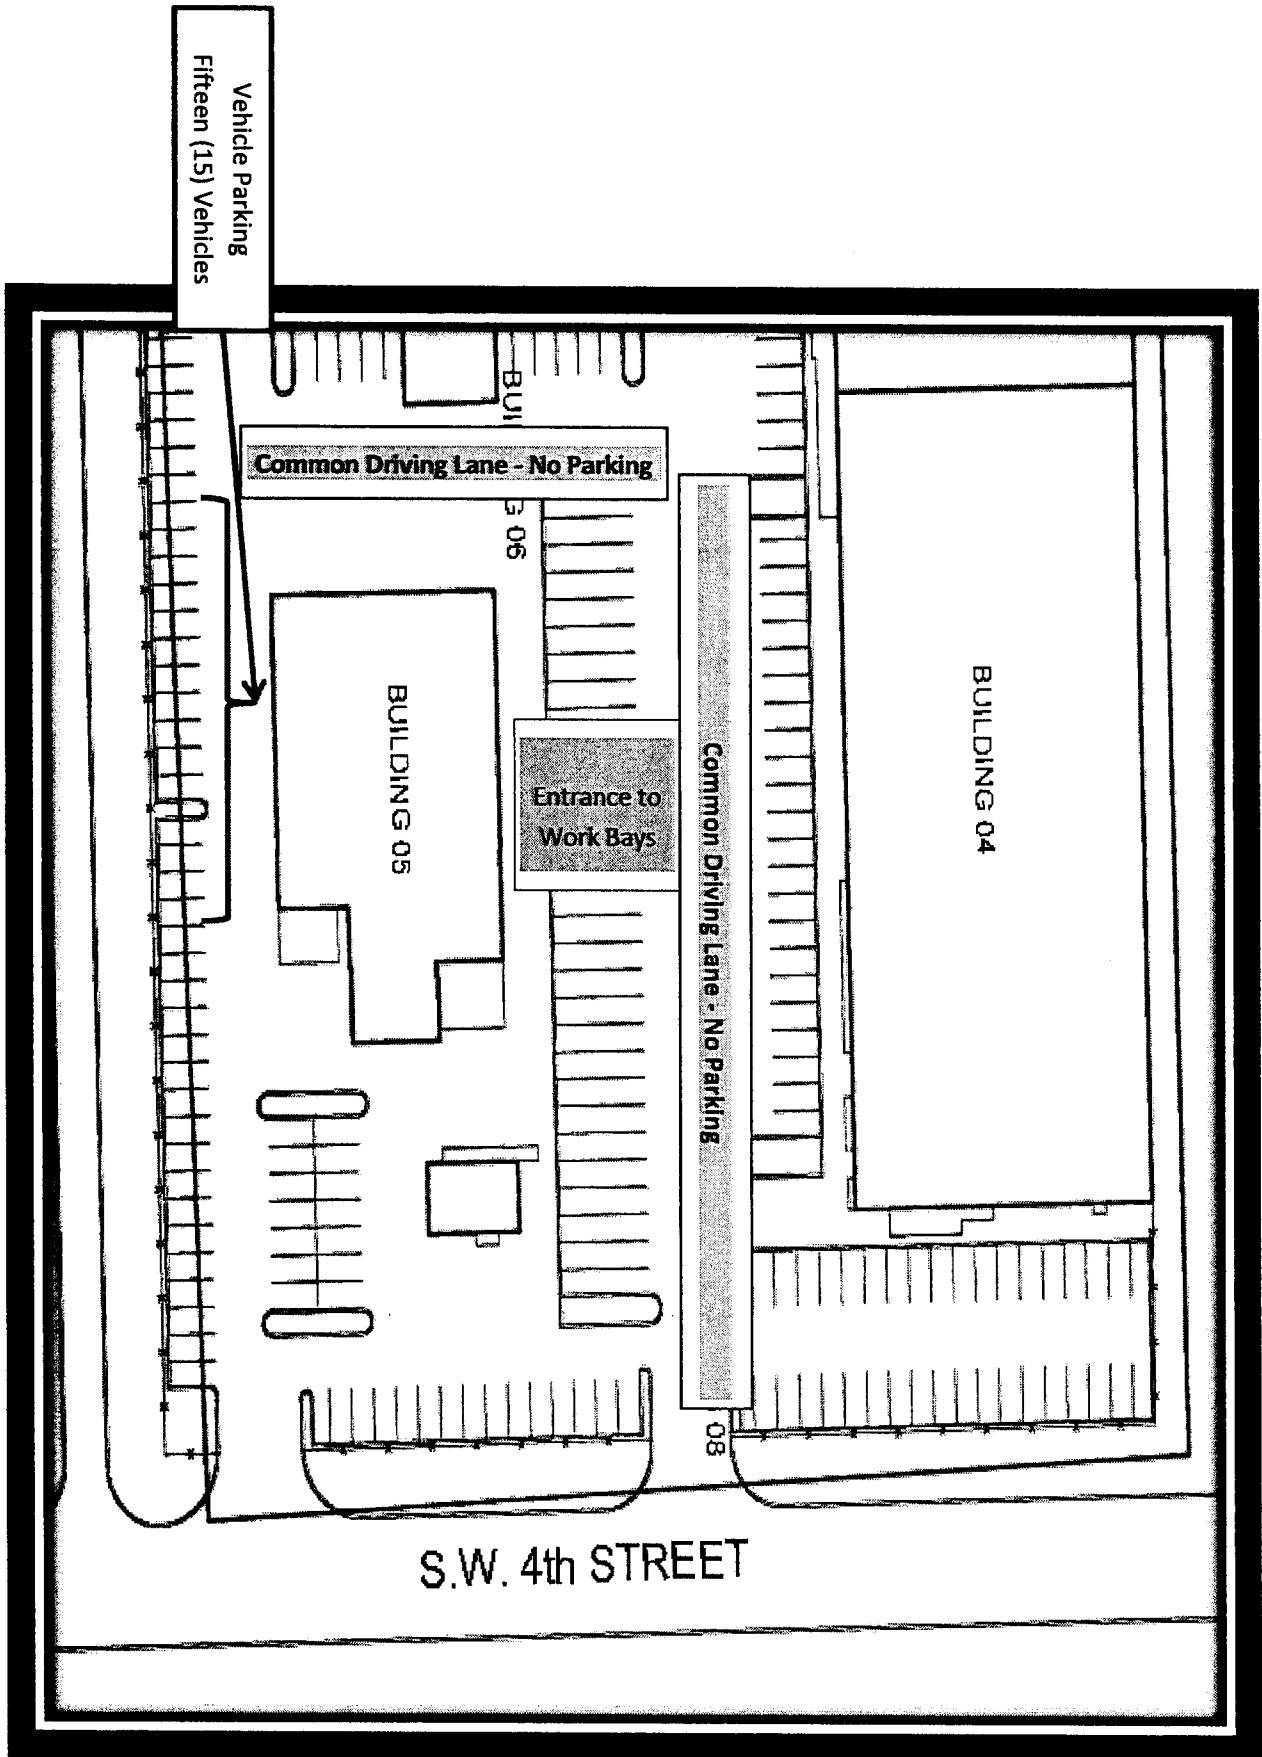 Vehicle Parking
Fifteen (15) Vehicles
BUI
G 06
Common Driving Lane - No Parking
BUILDING 04
BUILDING 05
Entrance to
Work Bays
Common Driving Lane - No Parking
08
S.W. 4th STREET